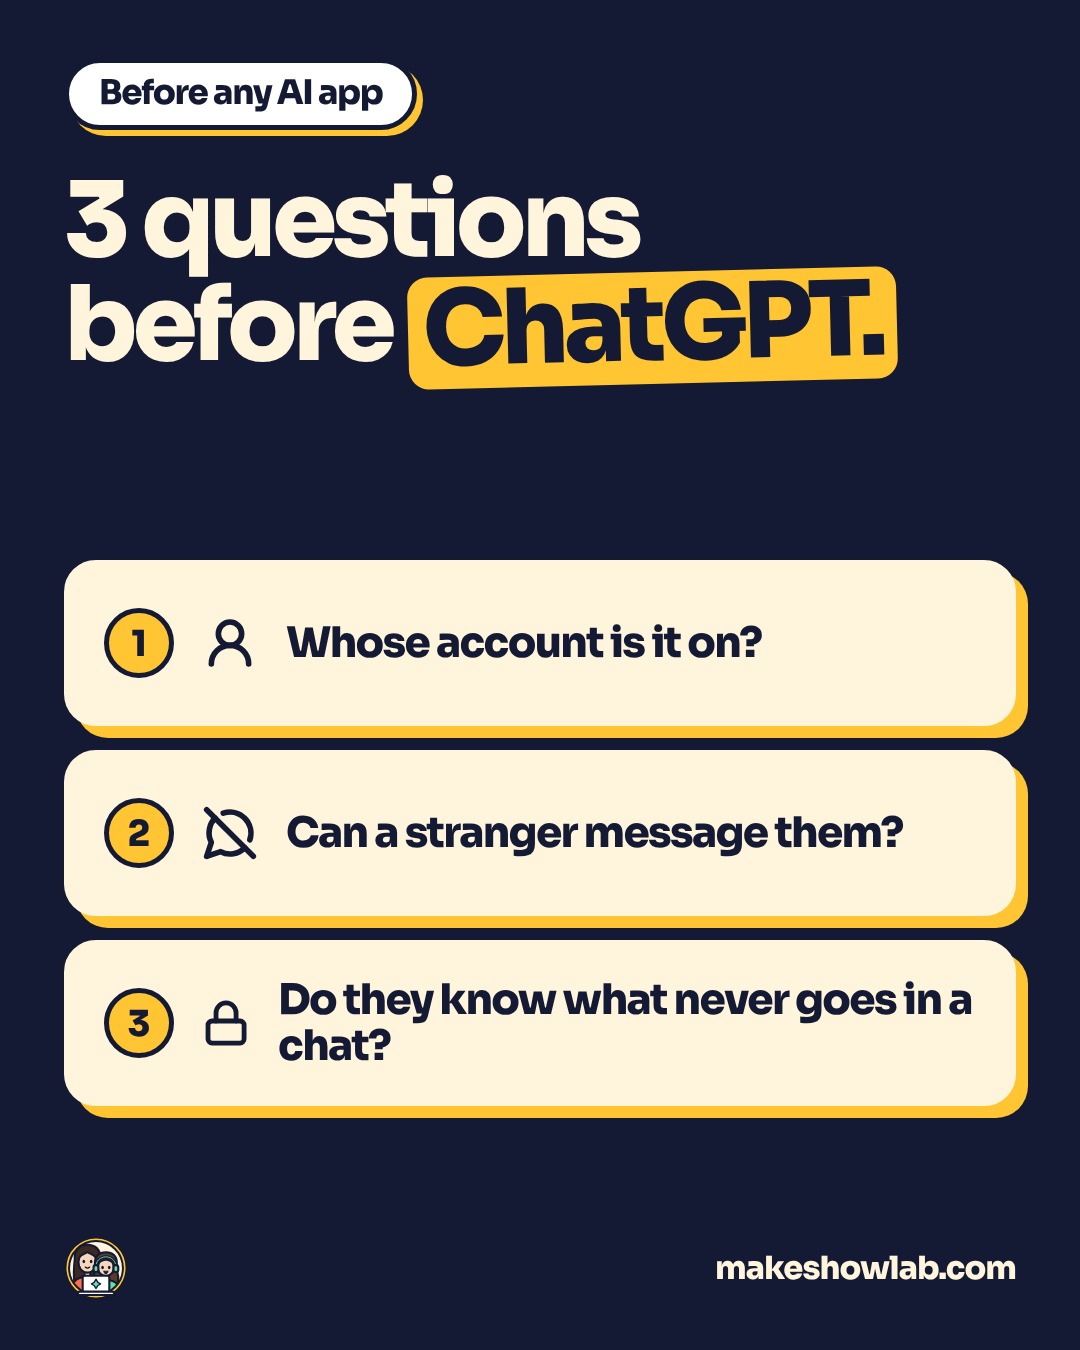 Before any AI app
3 questions
before ChatGPT.
1 Whose account is it on?
2 Can a stranger message them?
3 Do they know what never goes in a
chat?
makeshowlab.com